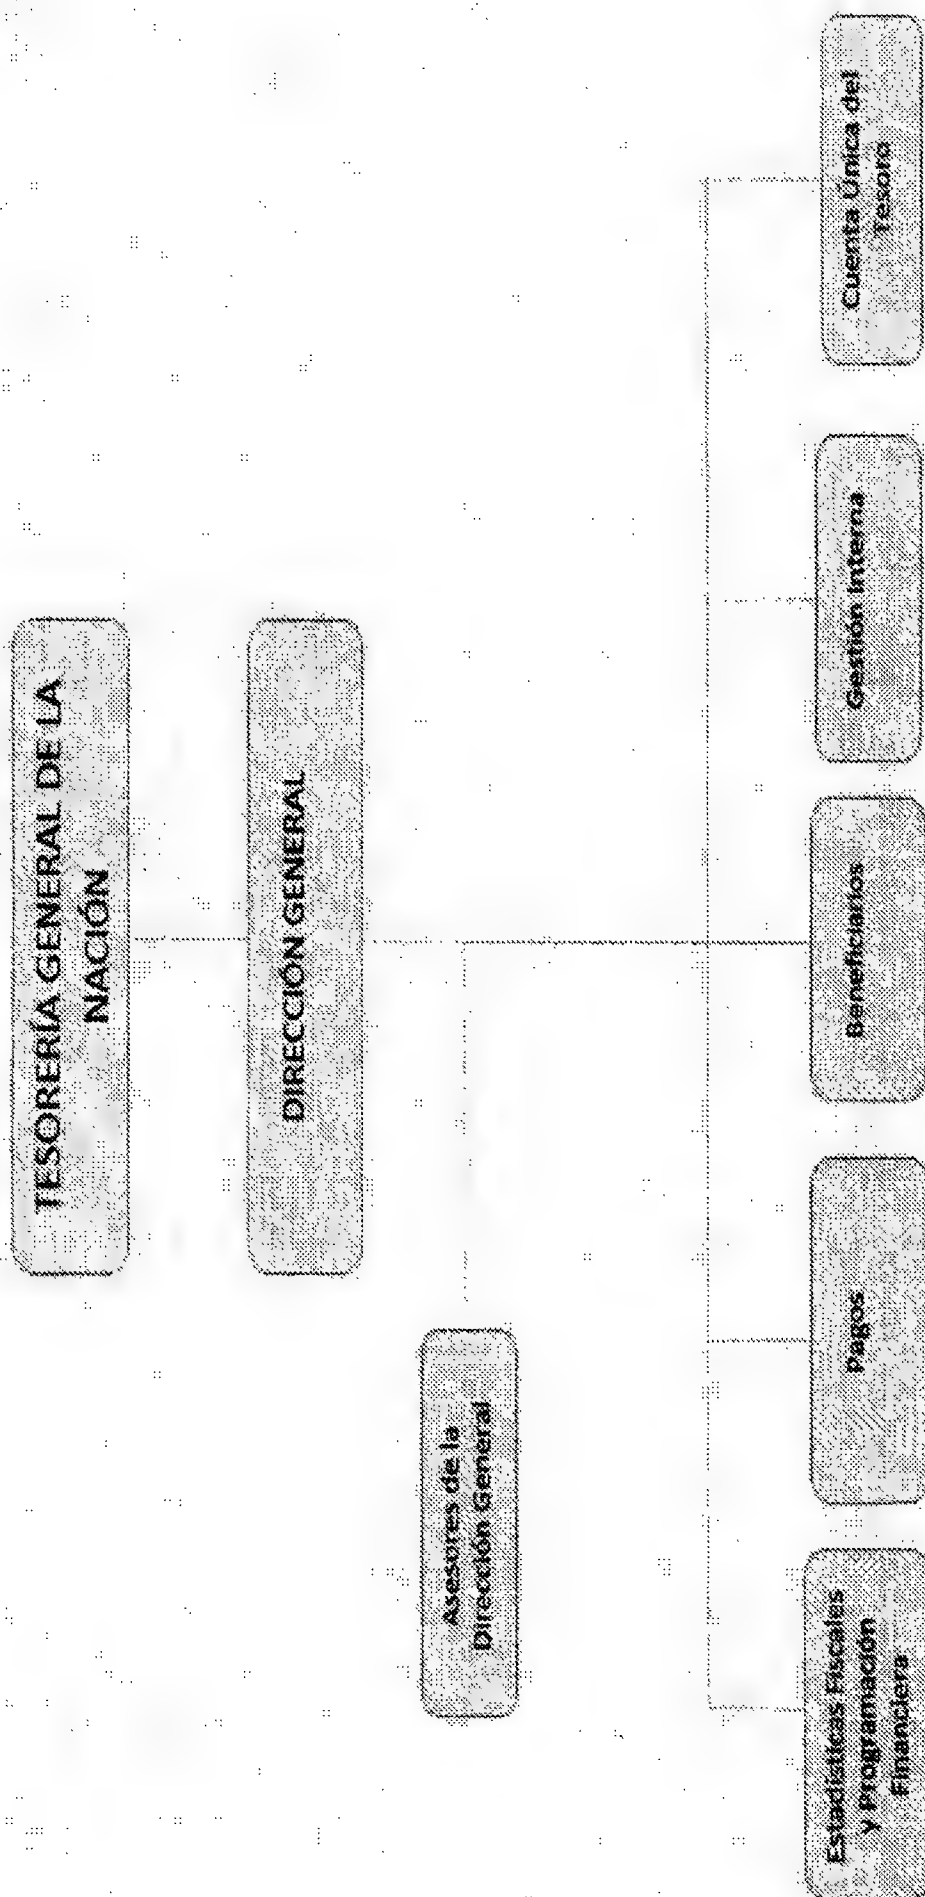 TESORERÍA GENERAL DE LA
NACIÓN
DIRECCIÓN GENERAL
Asesores de la
Dirección General
Estadísticas Fiscales
y Programación
Financiera
Pagos
Beneficiarios
Gestión Interna
Cuenta Única del
Tesoro